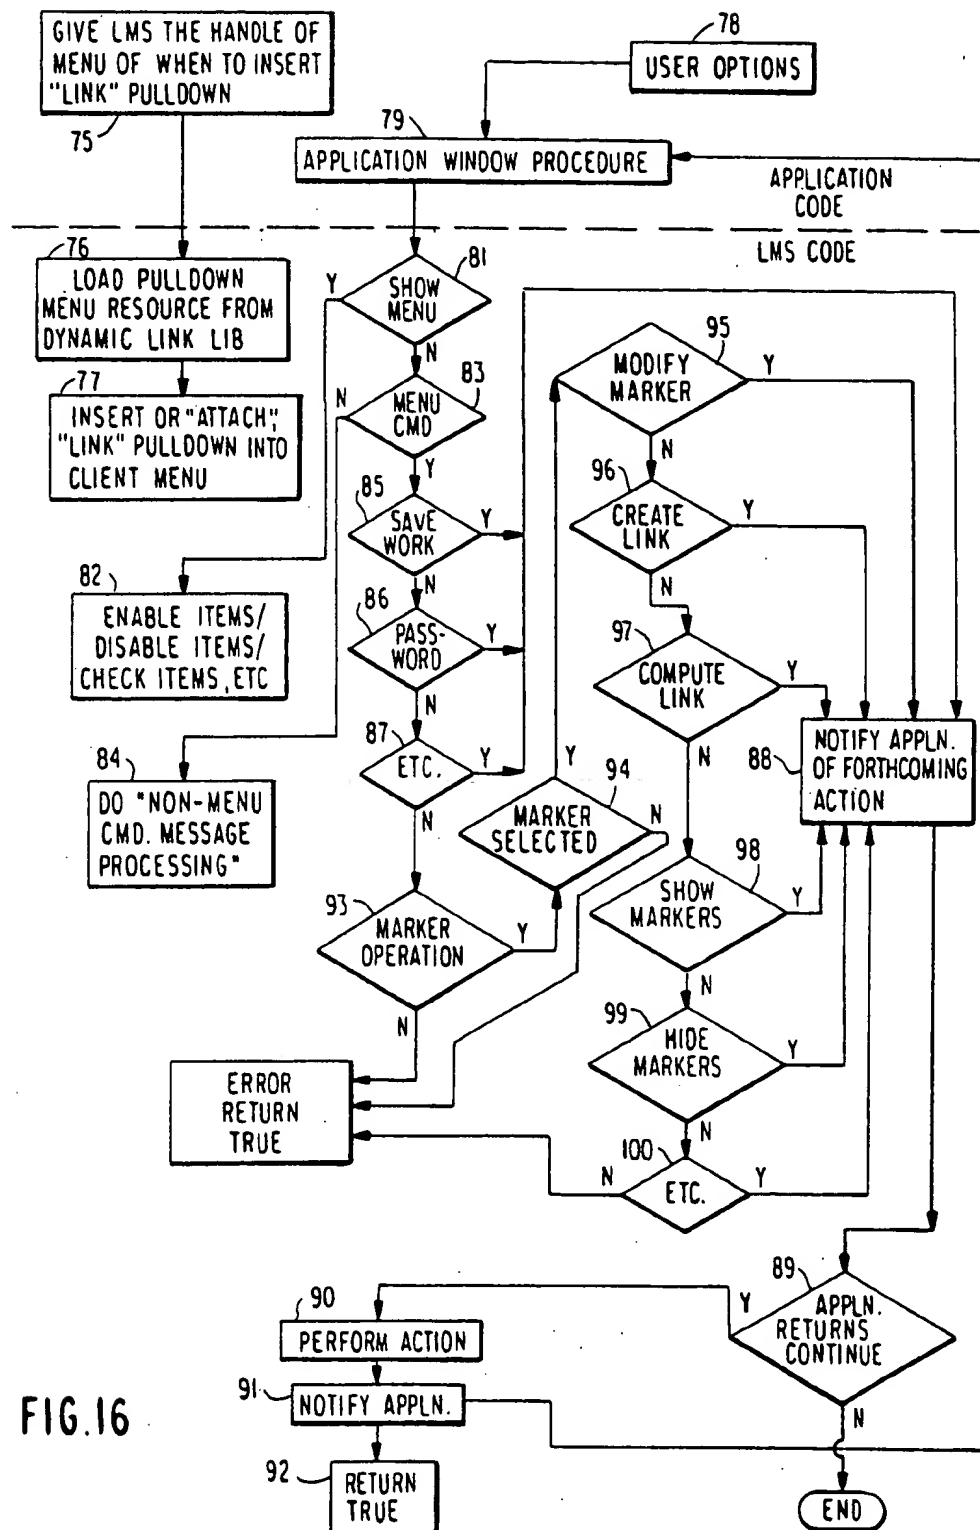 GIVE LMS THE HANDLE OF
MENU OF WHEN TO INSERT
"LINK" PULLDOWN
75
78
USER OPTIONS
79
APPLICATION WINDOW PROCEDURE
APPLICATION
CODE
LMS CODE
76
LOAD PULLDOWN
MENU RESOURCE FROM
DYNAMIC LINK LIB
77
INSERT OR "ATTACH",
"LINK" PULLDOWN INTO
CLIENT MENU
81
Y
SHOW
MENU
N
83
N
MENU
CMD
Y
85
SAVE
WORK
Y
N
86
PASS-
WORD
Y
N
87
ETC.
Y
N
82
ENABLE ITEMS/
DISABLE ITEMS/
CHECK ITEMS, ETC
84
DO "NON-MENU
CMD. MESSAGE
PROCESSING"
93
MARKER
OPERATION
Y
N
94
Y
MARKER
SELECTED
N
95
MODIFY
MARKER
Y
N
96
CREATE
LINK
Y
N
97
COMPUTE
LINK
Y
N
88
NOTIFY APPLN.
OF FORTHCOMING
ACTION
98
SHOW
MARKERS
Y
N
99
HIDE
MARKERS
Y
N
100
N
ETC.
Y
ERROR
RETURN
TRUE
89
Y
APPLN.
RETURNS
CONTINUE
N
90
PERFORM ACTION
91
NOTIFY APPLN.
92
RETURN
TRUE
END
FIG.16